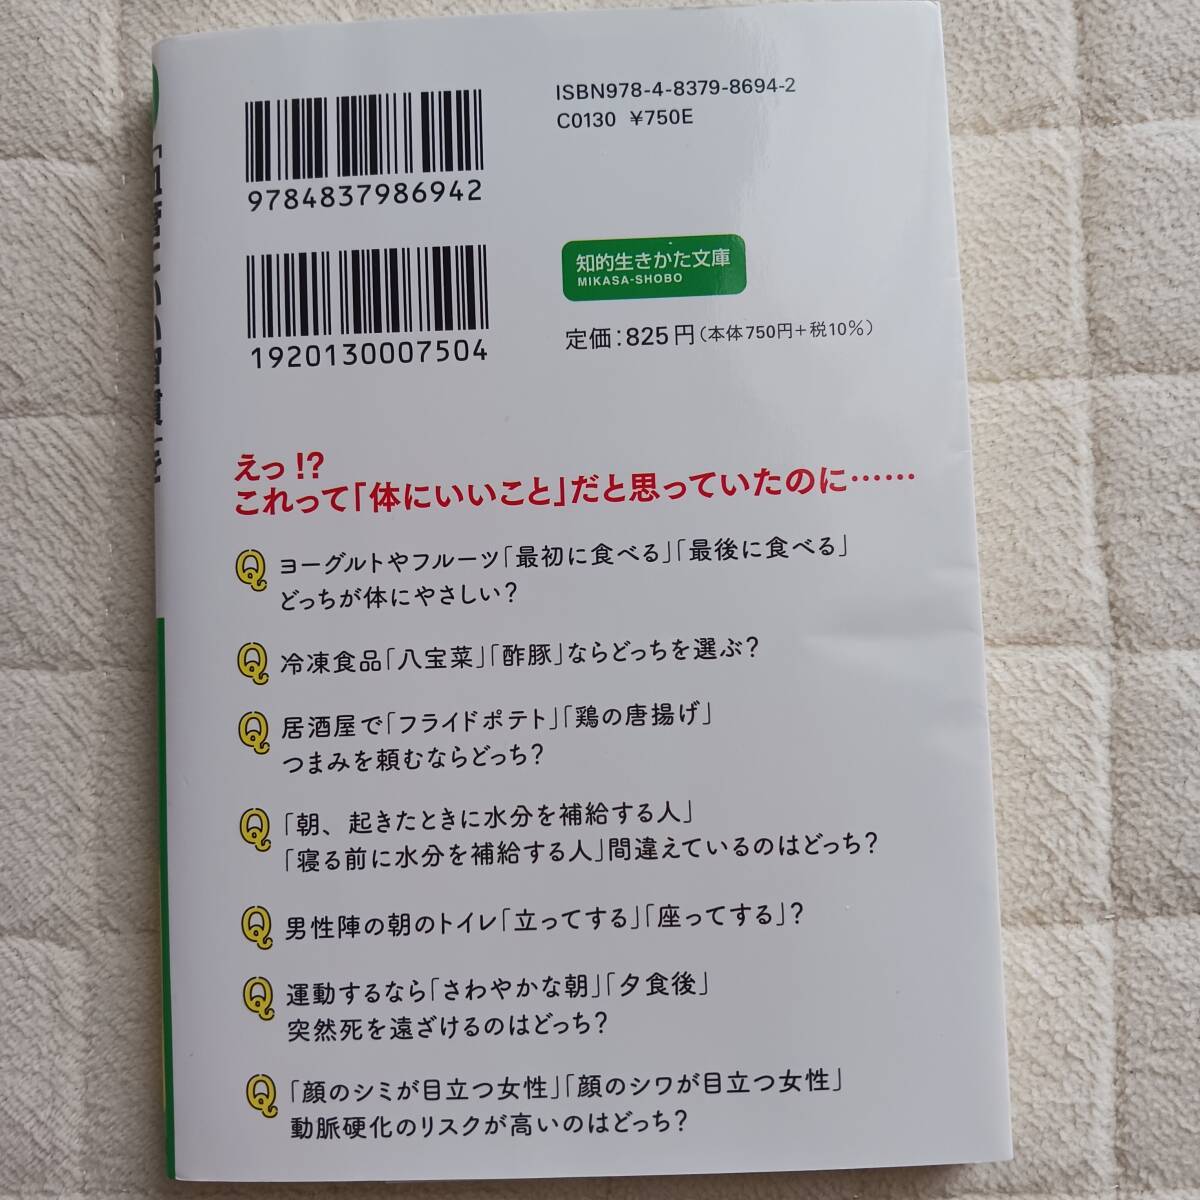 ISBN978-4-8379-8694-2
C0130 ¥750E
9784837986942
1920130007504
知的生きかた文庫
MIKASA-SHOBO
定価：825円（本体750円＋税10％）
えっ!?
これって「体にいいこと」だと思っていたのに……
Q ヨーグルトやフルーツ「最初に食べる」「最後に食べる」
どっちが体にやさしい？
Q 冷凍食品「八宝菜」「酢豚」ならどっちを選ぶ？
Q 居酒屋で「フライドポテト」「鶏の唐揚げ」
つまみを頼むならどっち？
Q 「朝、起きたときに水分を補給する人」
「寝る前に水分を補給する人」間違えているのはどっち？
Q 男性陣の朝のトイレ「立ってする」「座ってする」？
Q 運動するなら「さわやかな朝」「夕食後」
突然死を遠ざけるのはどっち？
Q 「顔のシミが目立つ女性」「顔のシワが目立つ女性」
動脈硬化のリスクが高いのはどっち？